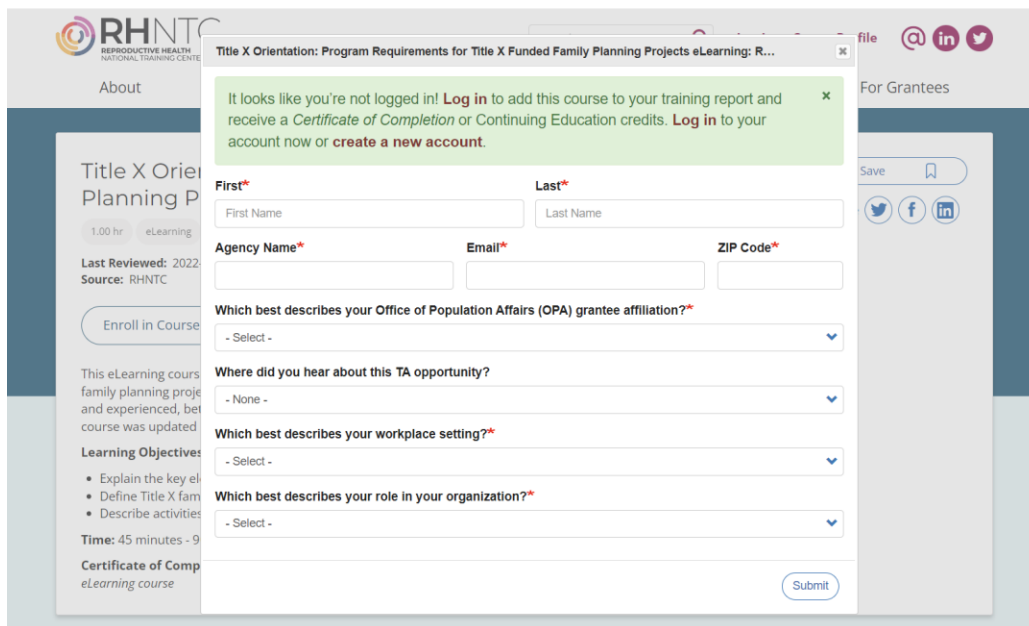 RHNTC
REPRODUCTIVE HEALTH
NATIONAL TRAINING CENTE
file
About
For Grantees
Title X Orientation: Program Requirements for Title X Funded Family Planning Projects eLearning: R...
It looks like you're not logged in! Log in to add this course to your training report and
receive a Certificate of Completion or Continuing Education credits. Log in to your
account now or create a new account.
Title X Orie
Planning P
Save
1.00 hr eLearning
Last Reviewed: 2022-
Source: RHNTC
Enroll in Course
This eLearning cours
family planning proje
and experienced, bet
course was updated
Learning Objectives
• Explain the key el
• Define Title X fam
• Describe activities
Time: 45 minutes - 9
Certificate of Comp
eLearning course
First* Last*
First Name Last Name
Agency Name* Email* ZIP Code*
Which best describes your Office of Population Affairs (OPA) grantee affiliation?*
- Select -
Where did you hear about this TA opportunity?
- None -
Which best describes your workplace setting?*
- Select -
Which best describes your role in your organization?*
- Select -
Submit